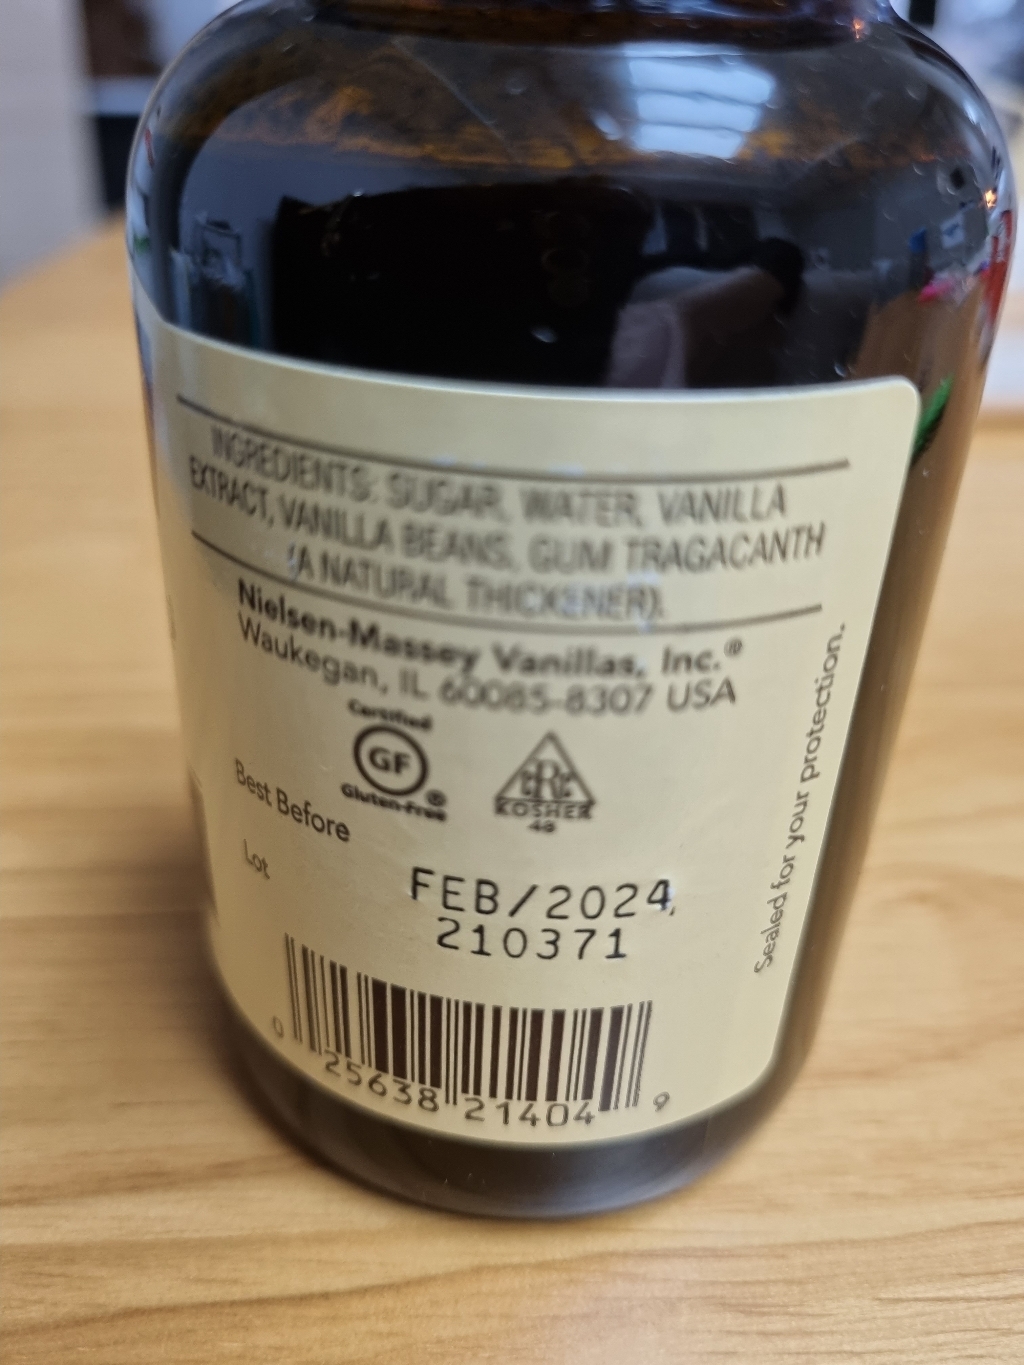 INGREDIENTS: SUGAR, WATER, VANILLA
EXTRACT, VANILLA BEANS, GUM TRAGACANTH
(A NATURAL THICKENER).
Nielsen-Massey Vanillas, Inc.®
Waukegan, IL 60085-8307 USA
Certified
GF
®
Gluten-Free
cRc
KOSHER
48
Best Before
Lot
FEB/2024
210371
0 25638 21404 9
Sealed for your protection.